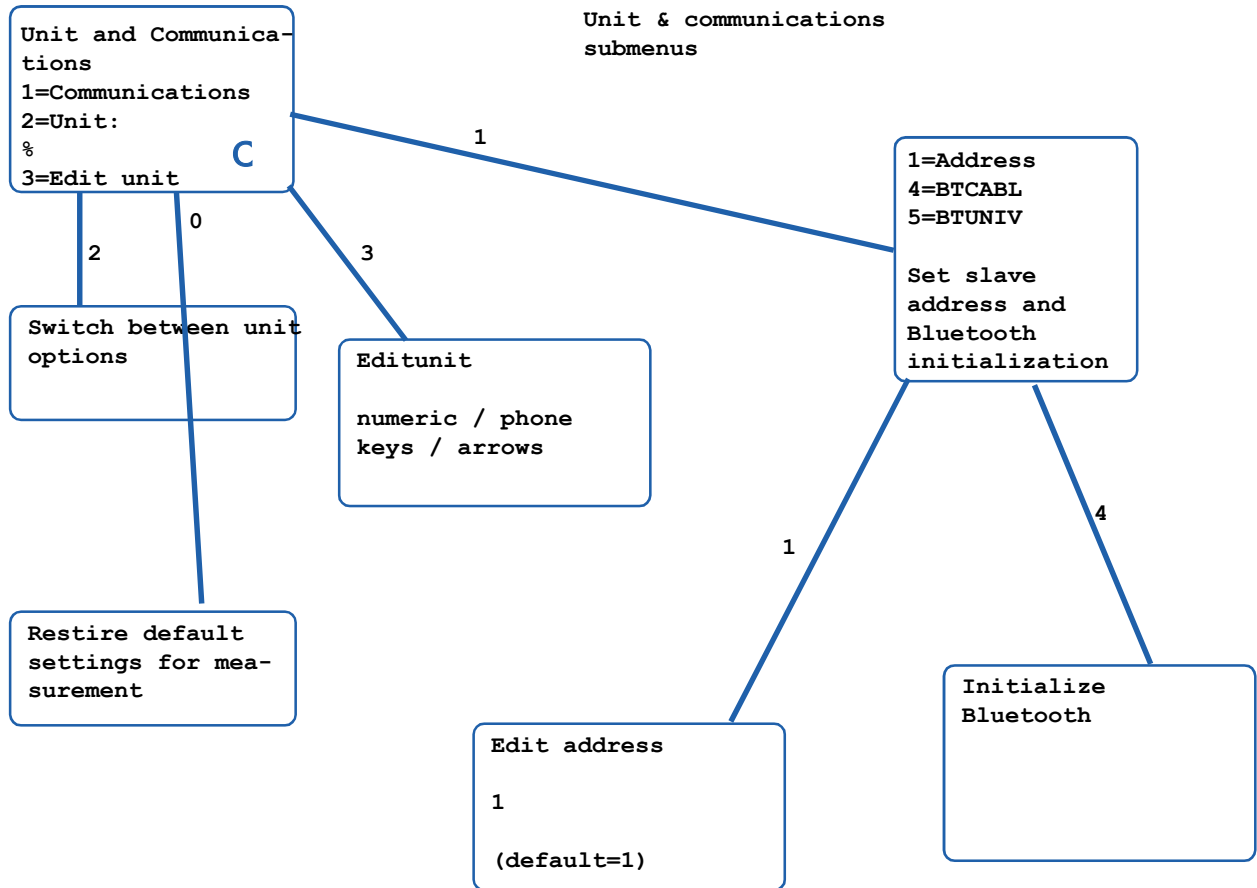 Unit & communications
submenus
Unit and Communica-
tions
1=Communications
2=Unit:
%
3=Edit unit
C
1
2
0
3
1=Address
4=BTCABL
5=BTUNIV
Set slave
address and
Bluetooth
initialization
Switch between unit
options
Editunit
numeric / phone
keys / arrows
1
4
Restire default
settings for mea-
surement
Edit address
1
(default=1)
Initialize
Bluetooth